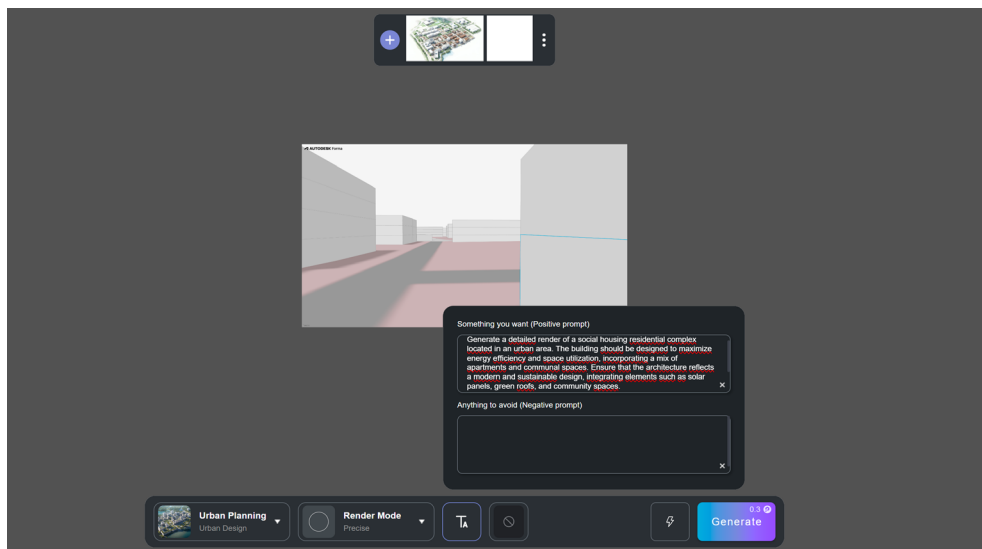 AUTODESK Forma
Something you want (Positive prompt)
Generate a detailed render of a social housing residential complex
located in an urban area. The building should be designed to maximize
energy efficiency and space utilization, incorporating a mix of
apartments and communal spaces. Ensure that the architecture reflects
a modern and sustainable design, integrating elements such as solar
panels, green roofs, and community spaces.
Anything to avoid (Negative prompt)
Urban Planning
Urban Design
Render Mode
Precise
TA
0.3
Generate